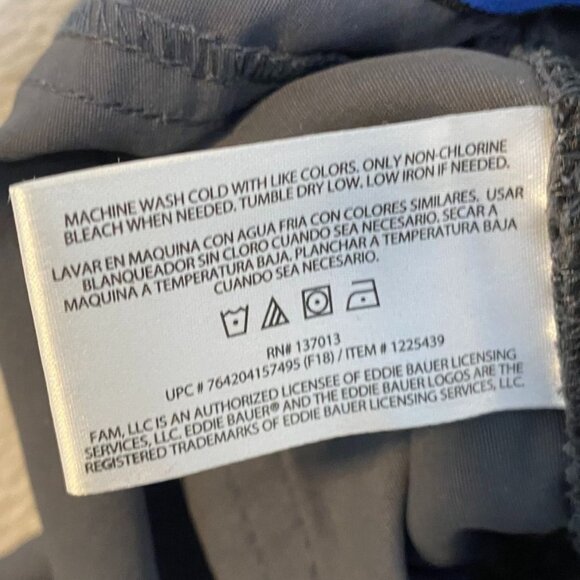 MACHINE WASH COLD WITH LIKE COLORS. ONLY NON-CHLORINE
BLEACH WHEN NEEDED. TUMBLE DRY LOW. LOW IRON IF NEEDED.
LAVAR EN MAQUINA CON AGUA FRIA CON COLORES SIMILARES. USAR
BLANQUEADOR SIN CLORO CUANDO SEA NECESARIO. SECAR A
MAQUINA A TEMPERATURA BAJA. PLANCHAR A TEMPERATURA BAJA
CUANDO SEA NECESARIO.
RN# 137013
UPC # 764204157495 (F18) / ITEM # 1225439
FAM, LLC IS AN AUTHORIZED LICENSEE OF EDDIE BAUER LICENSING
SERVICES, LLC. EDDIE BAUER® AND THE EDDIE BAUER LOGOS ARE THE
REGISTERED TRADEMARKS OF EDDIE BAUER LICENSING SERVICES, LLC.